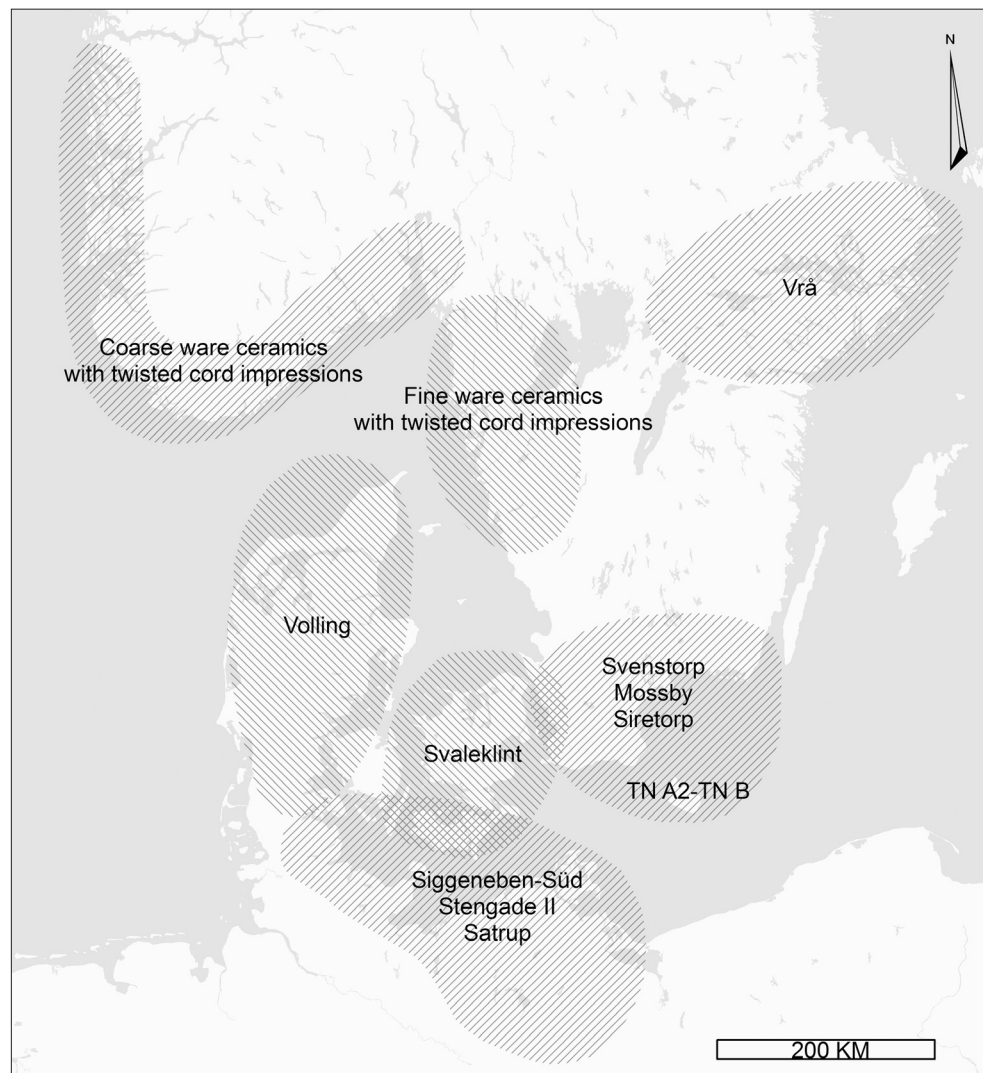 N
Vrå
Coarse ware ceramics
with twisted cord impressions
Fine ware ceramics
with twisted cord impressions
Volling
Svenstorp
Mossby
Siretorp
Svaleklint
TN A2-TN B
Siggeneben-Süd
Stengade II
Satrup
200 KM